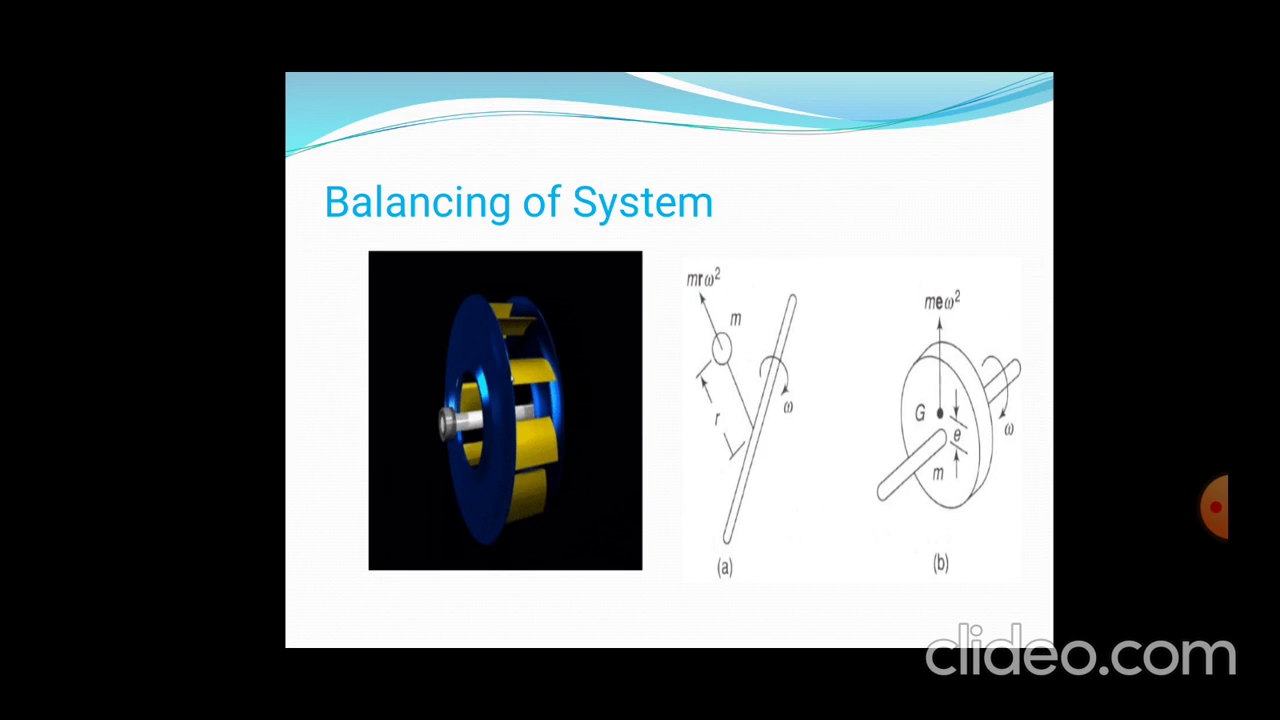 Balancing of System
mrω²
m
r
ω
(a)
meω²
G
e
m
ω
(b)
clideo.com